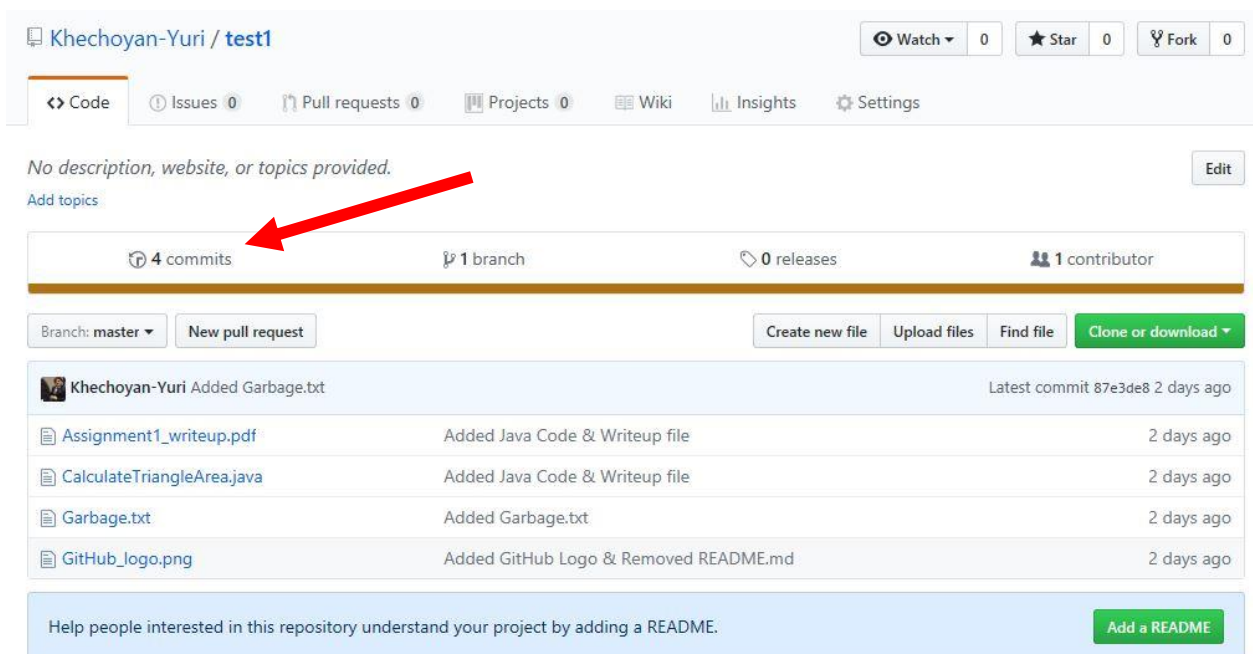 Khechoyan-Yuri / test1
Watch 0 Star 0 Fork 0
Code Issues 0 Pull requests 0 Projects 0 Wiki Insights Settings
No description, website, or topics provided. Edit
Add topics
4 commits 1 branch 0 releases 1 contributor
Branch: master New pull request Create new file Upload files Find file Clone or download
Khechoyan-Yuri Added Garbage.txt Latest commit 87e3de8 2 days ago
Assignment1_writeup.pdf Added Java Code & Writeup file 2 days ago
CalculateTriangleArea.java Added Java Code & Writeup file 2 days ago
Garbage.txt Added Garbage.txt 2 days ago
GitHub_logo.png Added GitHub Logo & Removed README.md 2 days ago
Help people interested in this repository understand your project by adding a README. Add a README